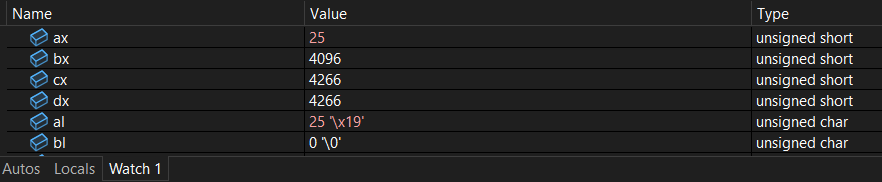 Name Value Type
ax 25 unsigned short
bx 4096 unsigned short
cx 4266 unsigned short
dx 4266 unsigned short
al 25 '\x19' unsigned char
bl 0 '\0' unsigned char
Autos Locals Watch 1